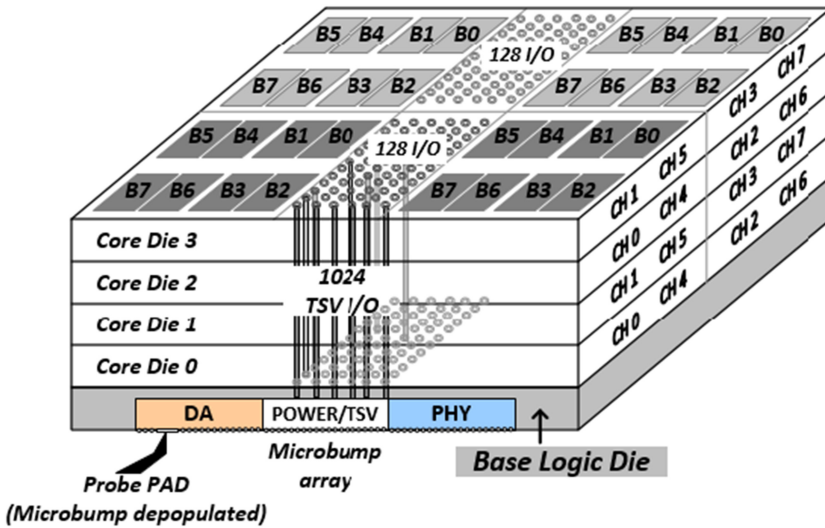 B5 B4 B1 B0 128 I/O B5 B4 B1 B0
B7 B6 B3 B2 B7 B6 B3 B2
B5 B4 B1 B0 128 I/O B5 B4 B1 B0
B7 B6 B3 B2 B7 B6 B3 B2
CH 1 CH 5 CH 3 CH 7
CH 0 CH 4 CH 2 CH 6
CH 1 CH 5 CH 3 CH 7
CH 0 CH 4 CH 2 CH 6
Core Die 3
Core Die 2
1024
TSV I/O
Core Die 1
Core Die 0
DA POWER/TSV PHY
Microbump
array
Base Logic Die
Probe PAD
(Microbump depopulated)